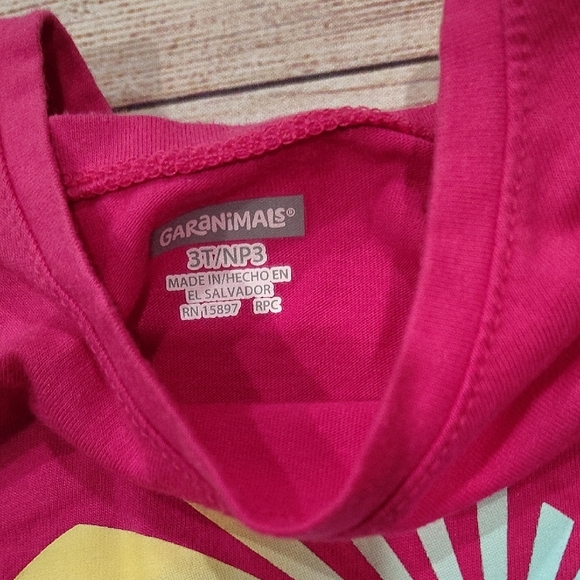 GARANIMALS®
3T/NP3
MADE IN/HECHO EN
EL SALVADOR
RN 15897 RPC